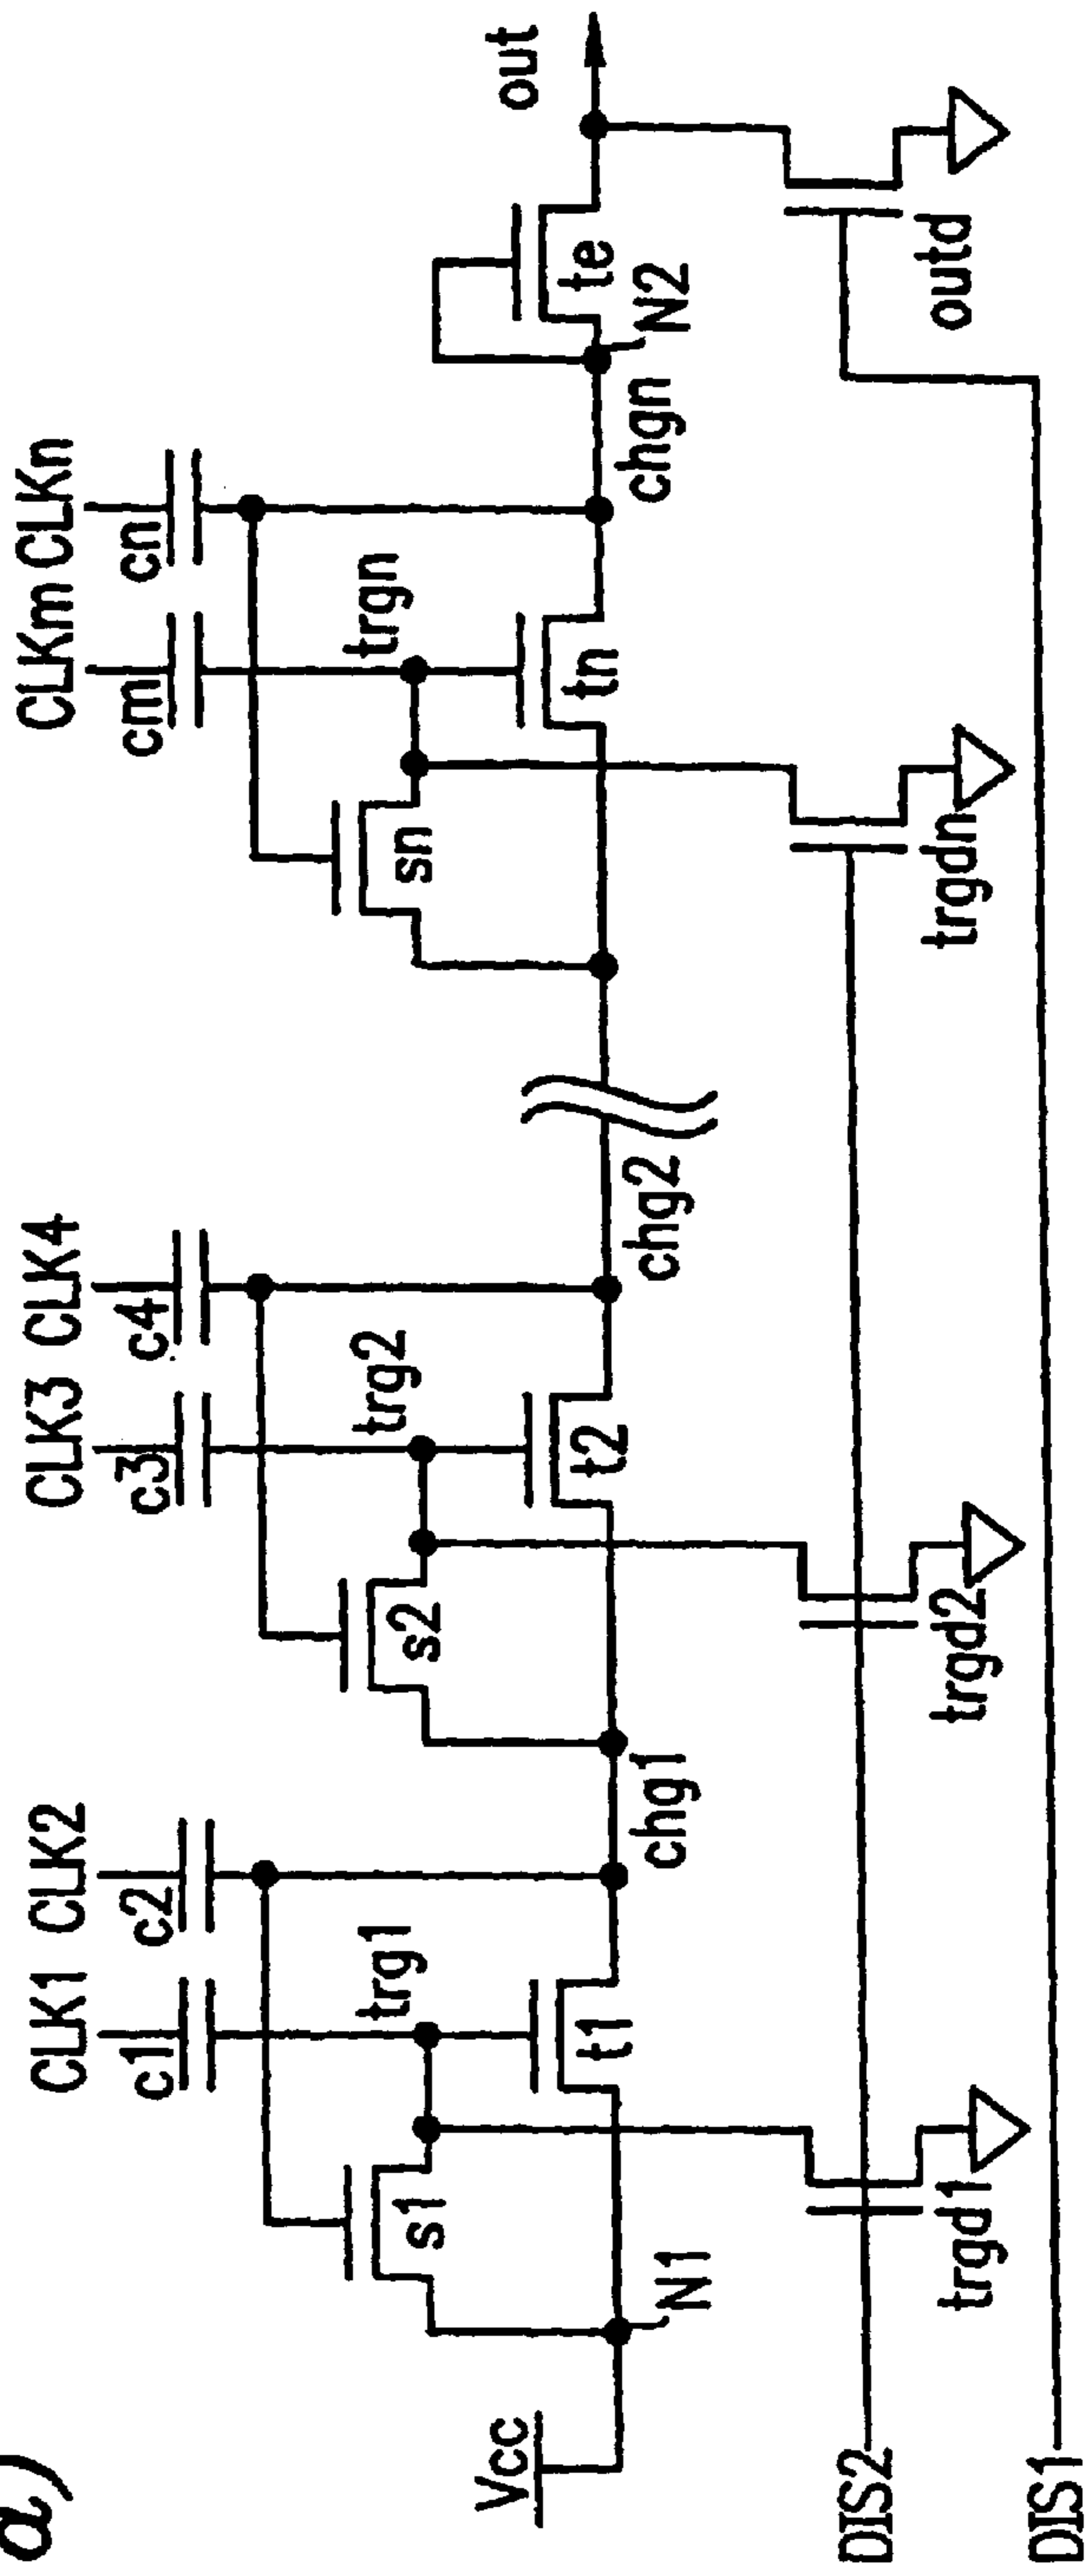 a)
CLK1 CLK2 CLK3 CLK4 CLKm CLKn
c1 c2 c3 c4 cm cn
trg1 trg2 trgn
s1 s2 sn
t1 t2 tn te
Vcc N1 chg1 chg2 chgn N2 out
trgd1 trgd2 trgdn outd
DIS2
DIS1